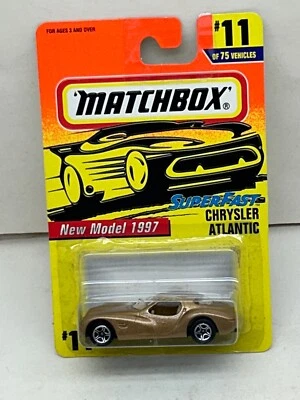 FOR AGES 3 AND OVER
#11
OF 75 VEHICLES
'MATCHBOX'®
SUPERFAST
CHRYSLER
ATLANTIC
New Model 1997